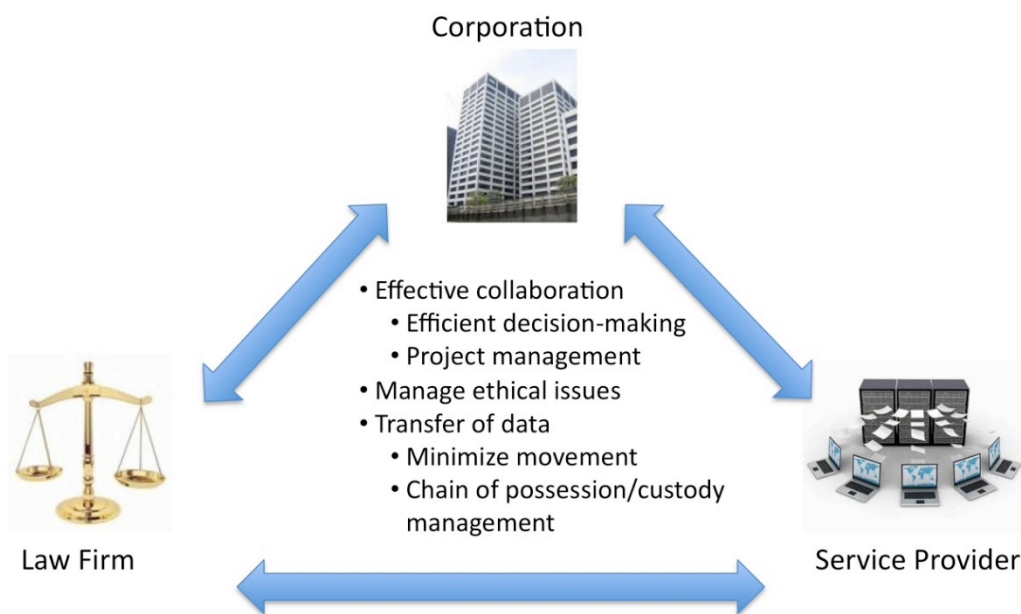 Corporation
• Effective collaboration
• Efficient decision-making
• Project management
• Manage ethical issues
• Transfer of data
• Minimize movement
• Chain of possession/custody
management
Law Firm
Service Provider